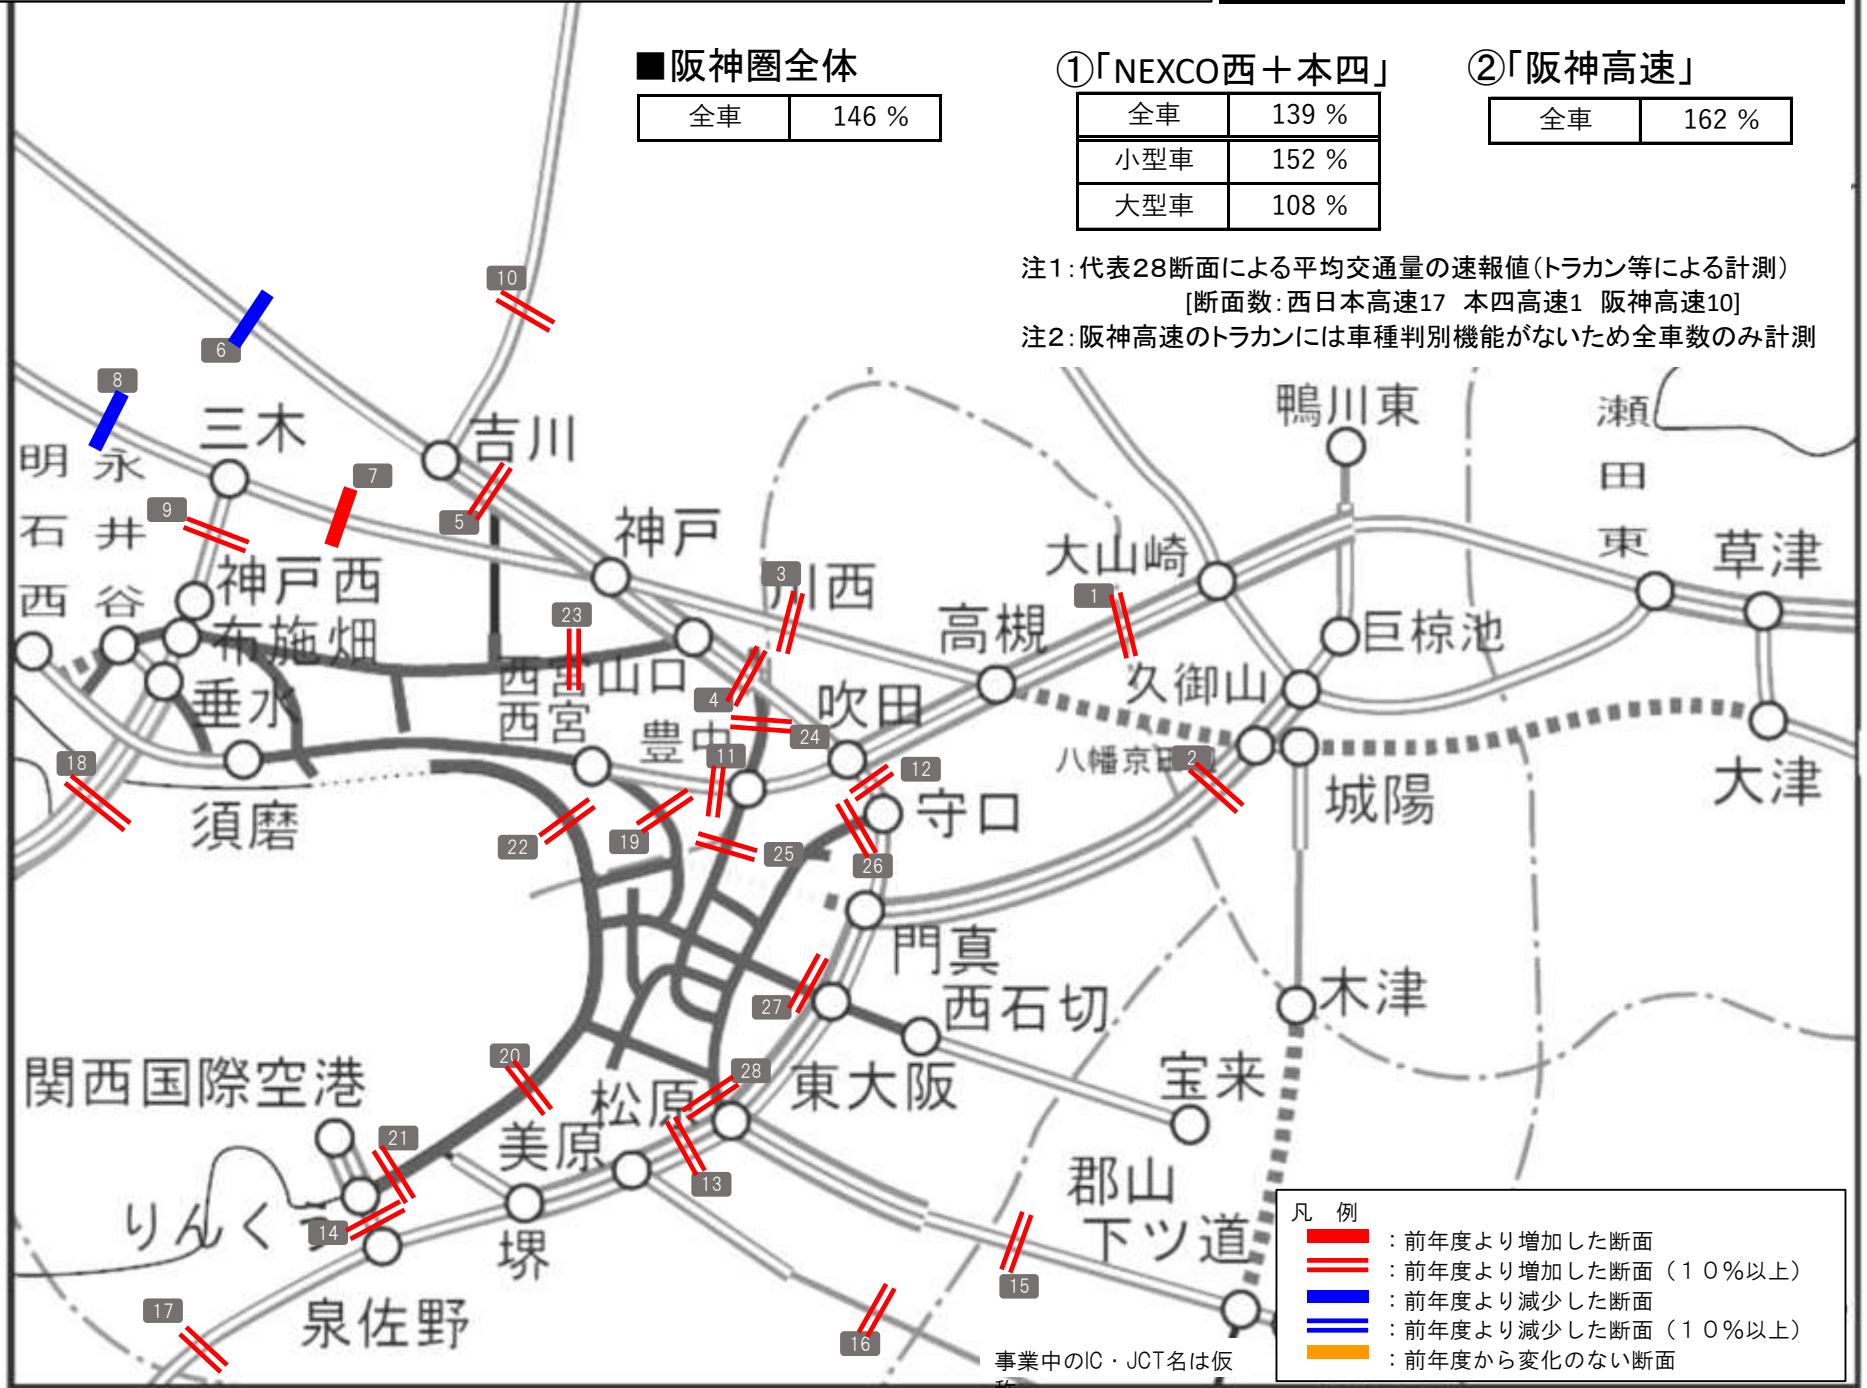 ■阪神圏全体
全車 146 %
①「NEXCO西＋本四」
全車 139 %
小型車 152 %
大型車 108 %
②「阪神高速」
全車 162 %
注1：代表28断面による平均交通量の速報値（トラカン等による計測）
[断面数：西日本高速17 本四高速1 阪神高速10]
注2：阪神高速のトラカンには車種判別機能がないため全車数のみ計測
10
6
8
三木
吉川
鴨川東
瀬田東
明石西
永井谷
7
9
5
神戸
大山崎
草津
神戸西
3
川西
1
高槻
23
布施畑
巨椋池
西宮山口
久御山
垂水
4
西宮
吹田
豊中
24
11
2
18
12
八幡京田辺
大津
城陽
須磨
守口
22
19
25
26
門真
27
西石切
木津
20
28
関西国際空港
松原
東大阪
宝来
21
美原
13
郡山下ツ道
りんくう
14
堺
15
17
泉佐野
16
事業中のIC・JCT名は仮
称
凡 例
：前年度より増加した断面
：前年度より増加した断面（１０％以上）
：前年度より減少した断面
：前年度より減少した断面（１０％以上）
：前年度から変化のない断面